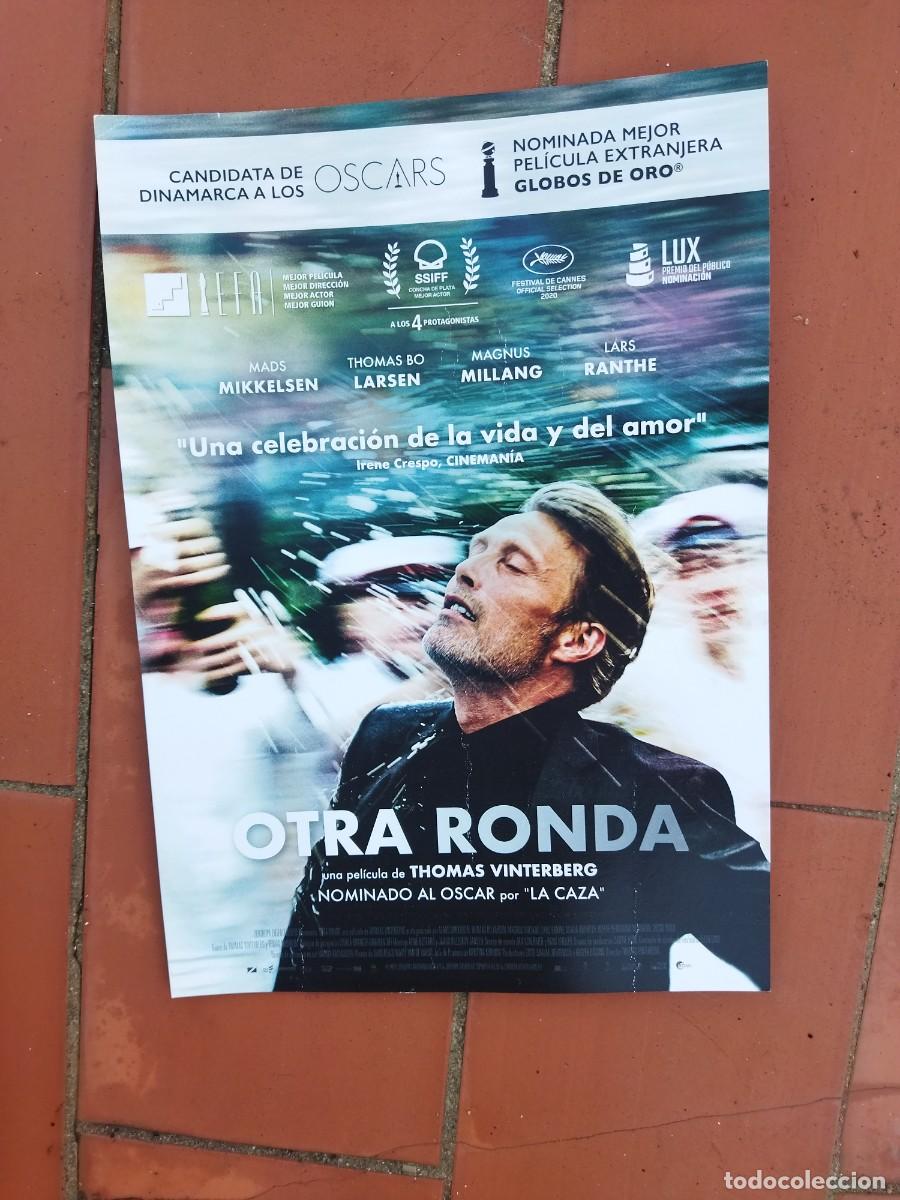 CANDIDATA DE
DINAMARCA A LOS
OSCARS
NOMINADA MEJOR
PELÍCULA EXTRANJERA
GLOBOS DE ORO®
EFA
MEJOR PELÍCULA
MEJOR DIRECCIÓN
MEJOR ACTOR
MEJOR GUION
SSIFF
CONCHA DE PLATA
MEJOR ACTOR
A LOS 4 PROTAGONISTAS
FESTIVAL DE CANNES
OFFICIAL SELECTION
2020
LUX
PREMIO DEL PÚBLICO
NOMINACIÓN
MADS
MIKKELSEN
THOMAS BO
LARSEN
MAGNUS
MILLANG
LARS
RANTHE
"Una celebración de la vida y del amor"
Irene Crespo, CINEMANÍA
OTRA RONDA
una película de THOMAS VINTERBERG
NOMINADO AL OSCAR por "LA CAZA"
todocoleccion